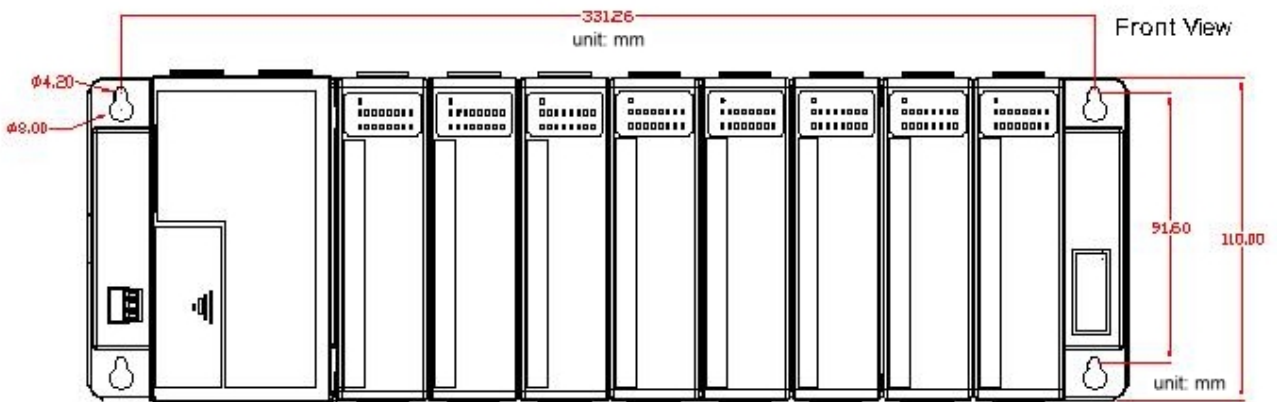 331.26
unit: mm
Front View
Φ4.20
Φ8.00
91.60
110.00
unit: mm